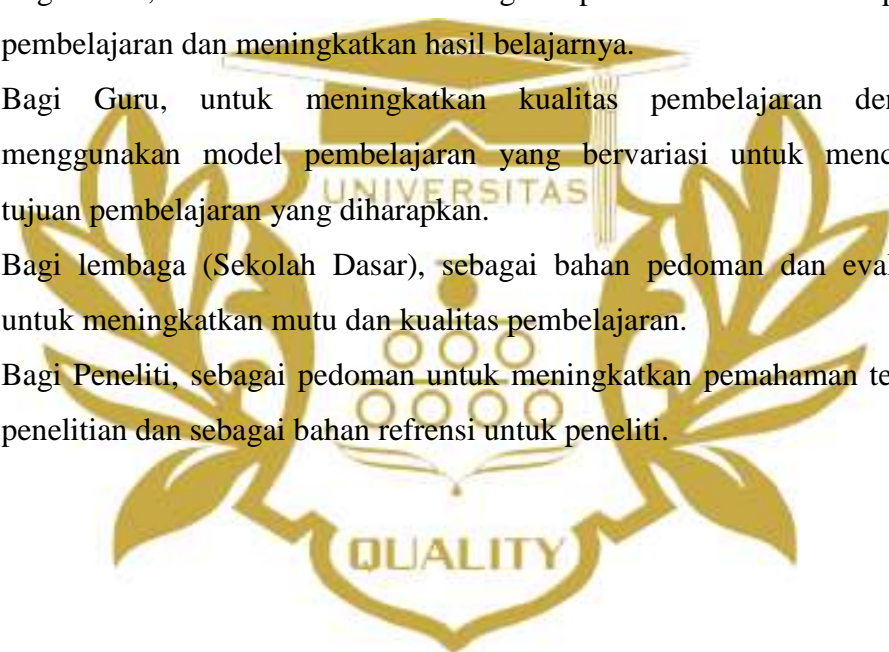 pembelajaran dan meningkatkan hasil belajarnya.
Bagi Guru, untuk meningkatkan kualitas pembelajaran
menggunakan model pembelajaran yang bervariasi untuk
UNIVERSITAS
tujuan pembelajaran yang diharapkan.
Bagi lembaga (Sekolah Dasar), sebagai bahan pedoman dan
untuk meningkatkan mutu dan kualitas pembelajaran.
Bagi Peneliti, sebagai pedoman untuk meningkatkan pemahaman
penelitian dan sebagai bahan refrensi untuk peneliti.
QUALITY